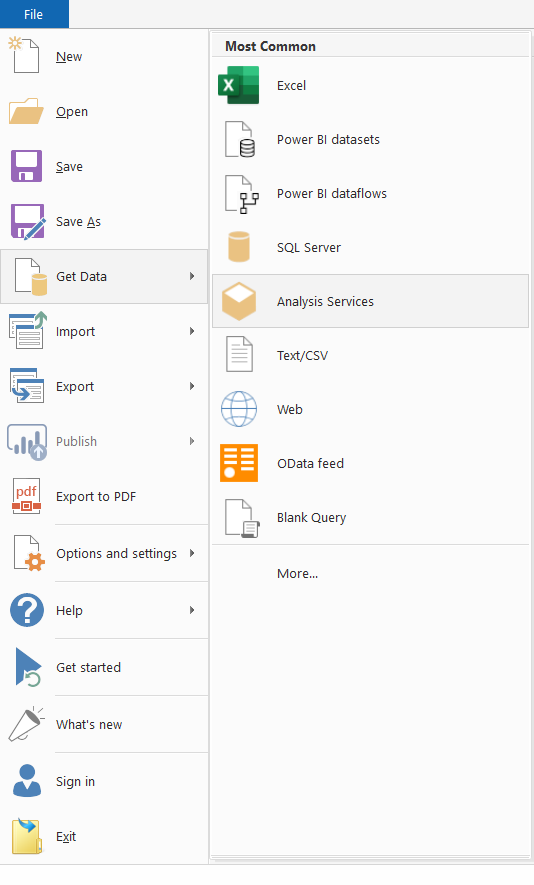 File
New
Open
Save
Save As
Get Data
Import
Export
Publish
pdf
Export to PDF
Options and settings
Help
Get started
What's new
Sign in
Exit
Most Common
Excel
Power BI datasets
Power BI dataflows
SQL Server
Analysis Services
Text/CSV
Web
OData feed
Blank Query
More...